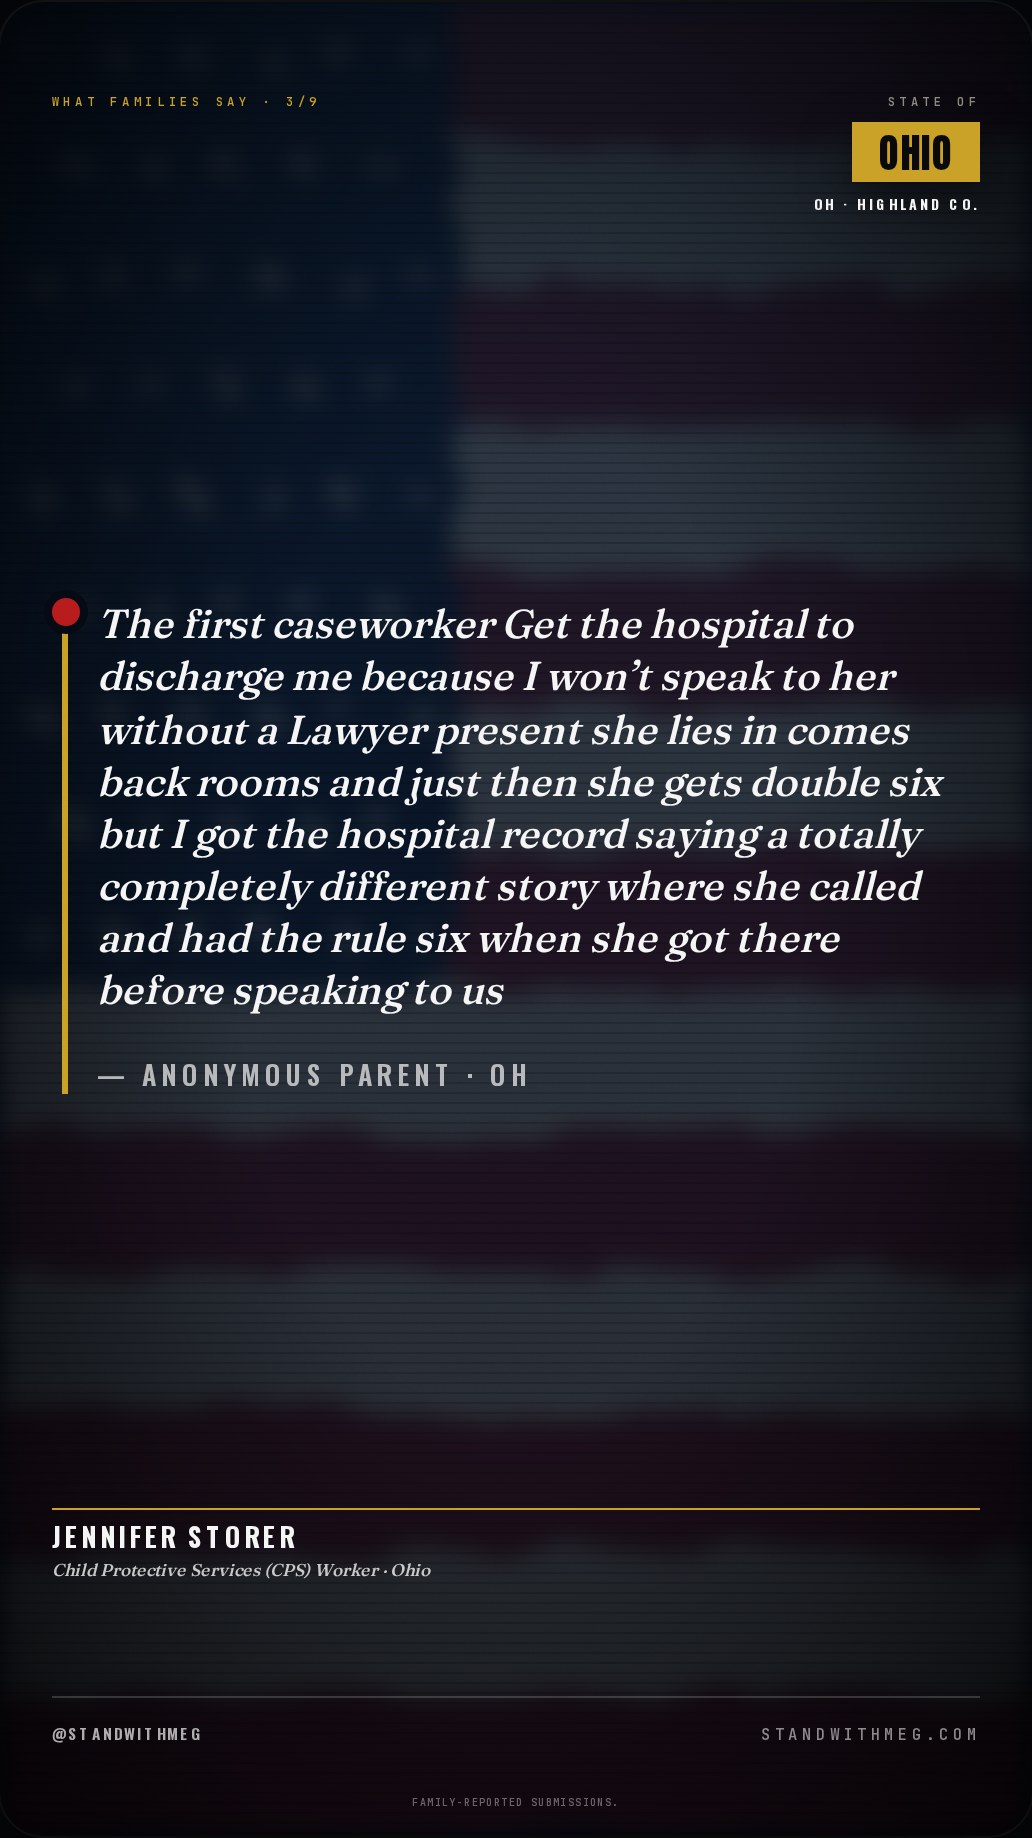 WHAT FAMILIES SAY · 3/9
STATE OF
OHIO
OH · HIGHLAND CO.
The first caseworker Get the hospital to
discharge me because I won’t speak to her
without a Lawyer present she lies in comes
back rooms and just then she gets double six
but I got the hospital record saying a totally
completely different story where she called
and had the rule six when she got there
before speaking to us
— ANONYMOUS PARENT · OH
JENNIFER STORER
Child Protective Services (CPS) Worker · Ohio
@STANDWITHMEG
STANDWITHMEG.COM
FAMILY-REPORTED SUBMISSIONS.